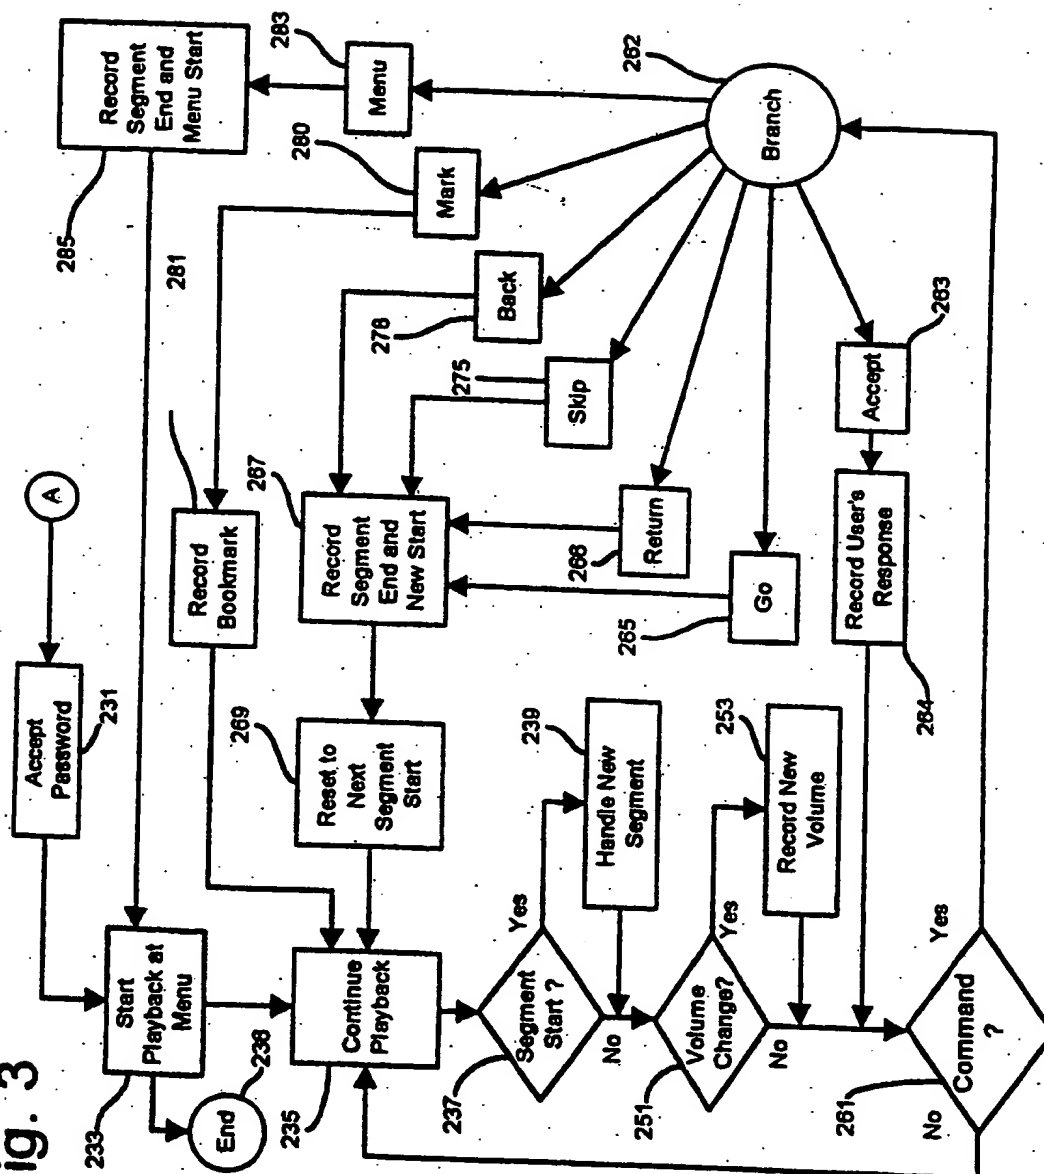 ig. 3
A
Accept
Password
231
Start
Playback at
Menu
233
End
236
Continue
Playback
235
Segment
Start ?
237
Yes
No
Handle New
Segment
239
Volume
Change?
251
Yes
No
Record New
Volume
253
Command
?
261
Yes
No
Record
Bookmark
281
Record
Segment
End and
New Start
267
Reset to
Next
Segment
Start
269
Record
Segment
End and
Menu Start
285
Menu
283
Mark
280
Back
278
Skip
275
Return
268
Go
265
Accept
263
Record User's
Response
264
Branch
262